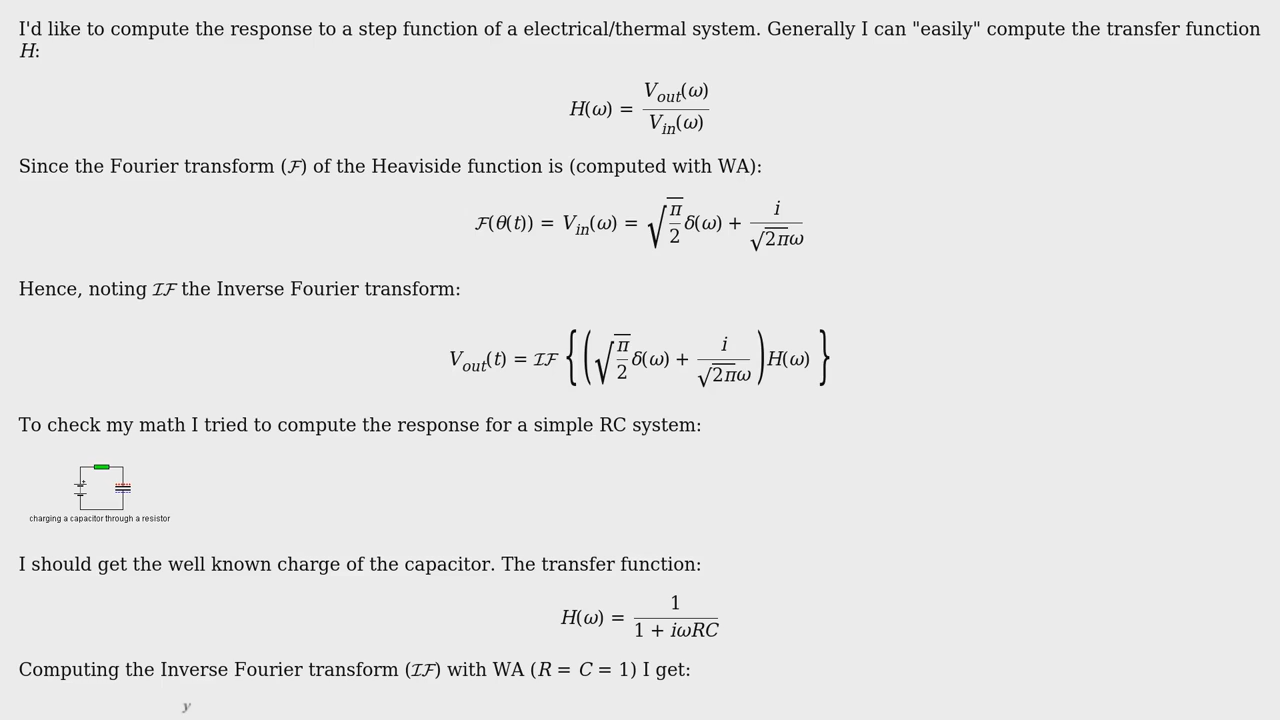 I'd like to compute the response to a step function of a electrical/thermal system. Generally I can "easily" compute the transfer function
H:
H(ω) = V_out(ω) / V_in(ω)
Since the Fourier transform (ℱ) of the Heaviside function is (computed with WA):
ℱ(θ(t)) = V_in(ω) = √(π/2) δ(ω) + i / (√(2π)ω)
Hence, noting ℐℱ the Inverse Fourier transform:
V_out(t) = ℐℱ { ( √(π/2) δ(ω) + i / (√(2π)ω) ) H(ω) }
To check my math I tried to compute the response for a simple RC system:
+
charging a capacitor through a resistor
I should get the well known charge of the capacitor. The transfer function:
H(ω) = 1 / (1 + iωRC)
Computing the Inverse Fourier transform (ℐℱ) with WA (R = C = 1) I get:
y